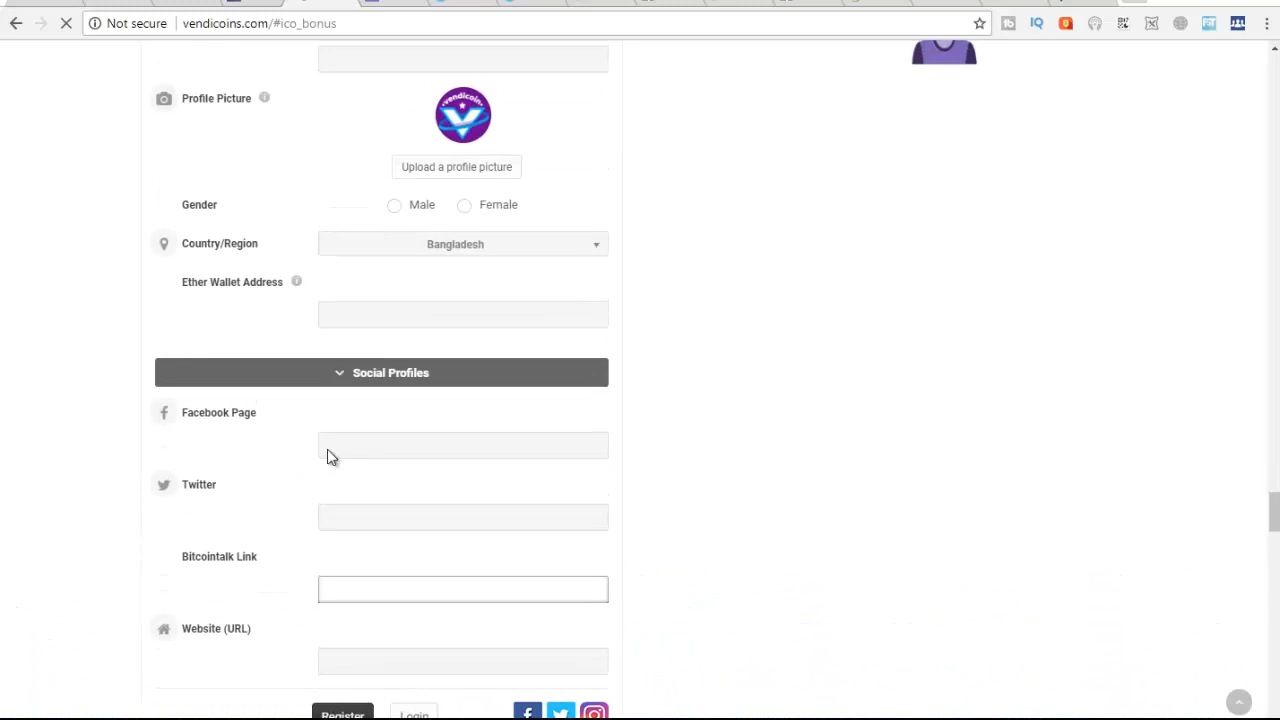 Not secure | vendicoins.com/#ico_bonus
Profile Picture
vendicoin
Upload a profile picture
Gender Male Female
Country/Region Bangladesh
Ether Wallet Address
Social Profiles
Facebook Page
Twitter
Bitcointalk Link
Website (URL)
Register Login